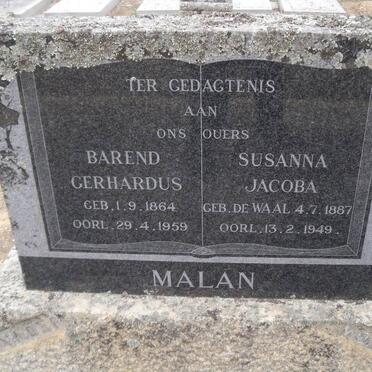 TER GEDAGTENIS
AAN
ONS OUERS
BAREND
GERHARDUS
GEB. 1.9.1864
OORL. 29.4.1959
SUSANNA
JACOBA
GEB. DE WAAL 4.7.1887
OORL. 13.2.1949.
MALAN